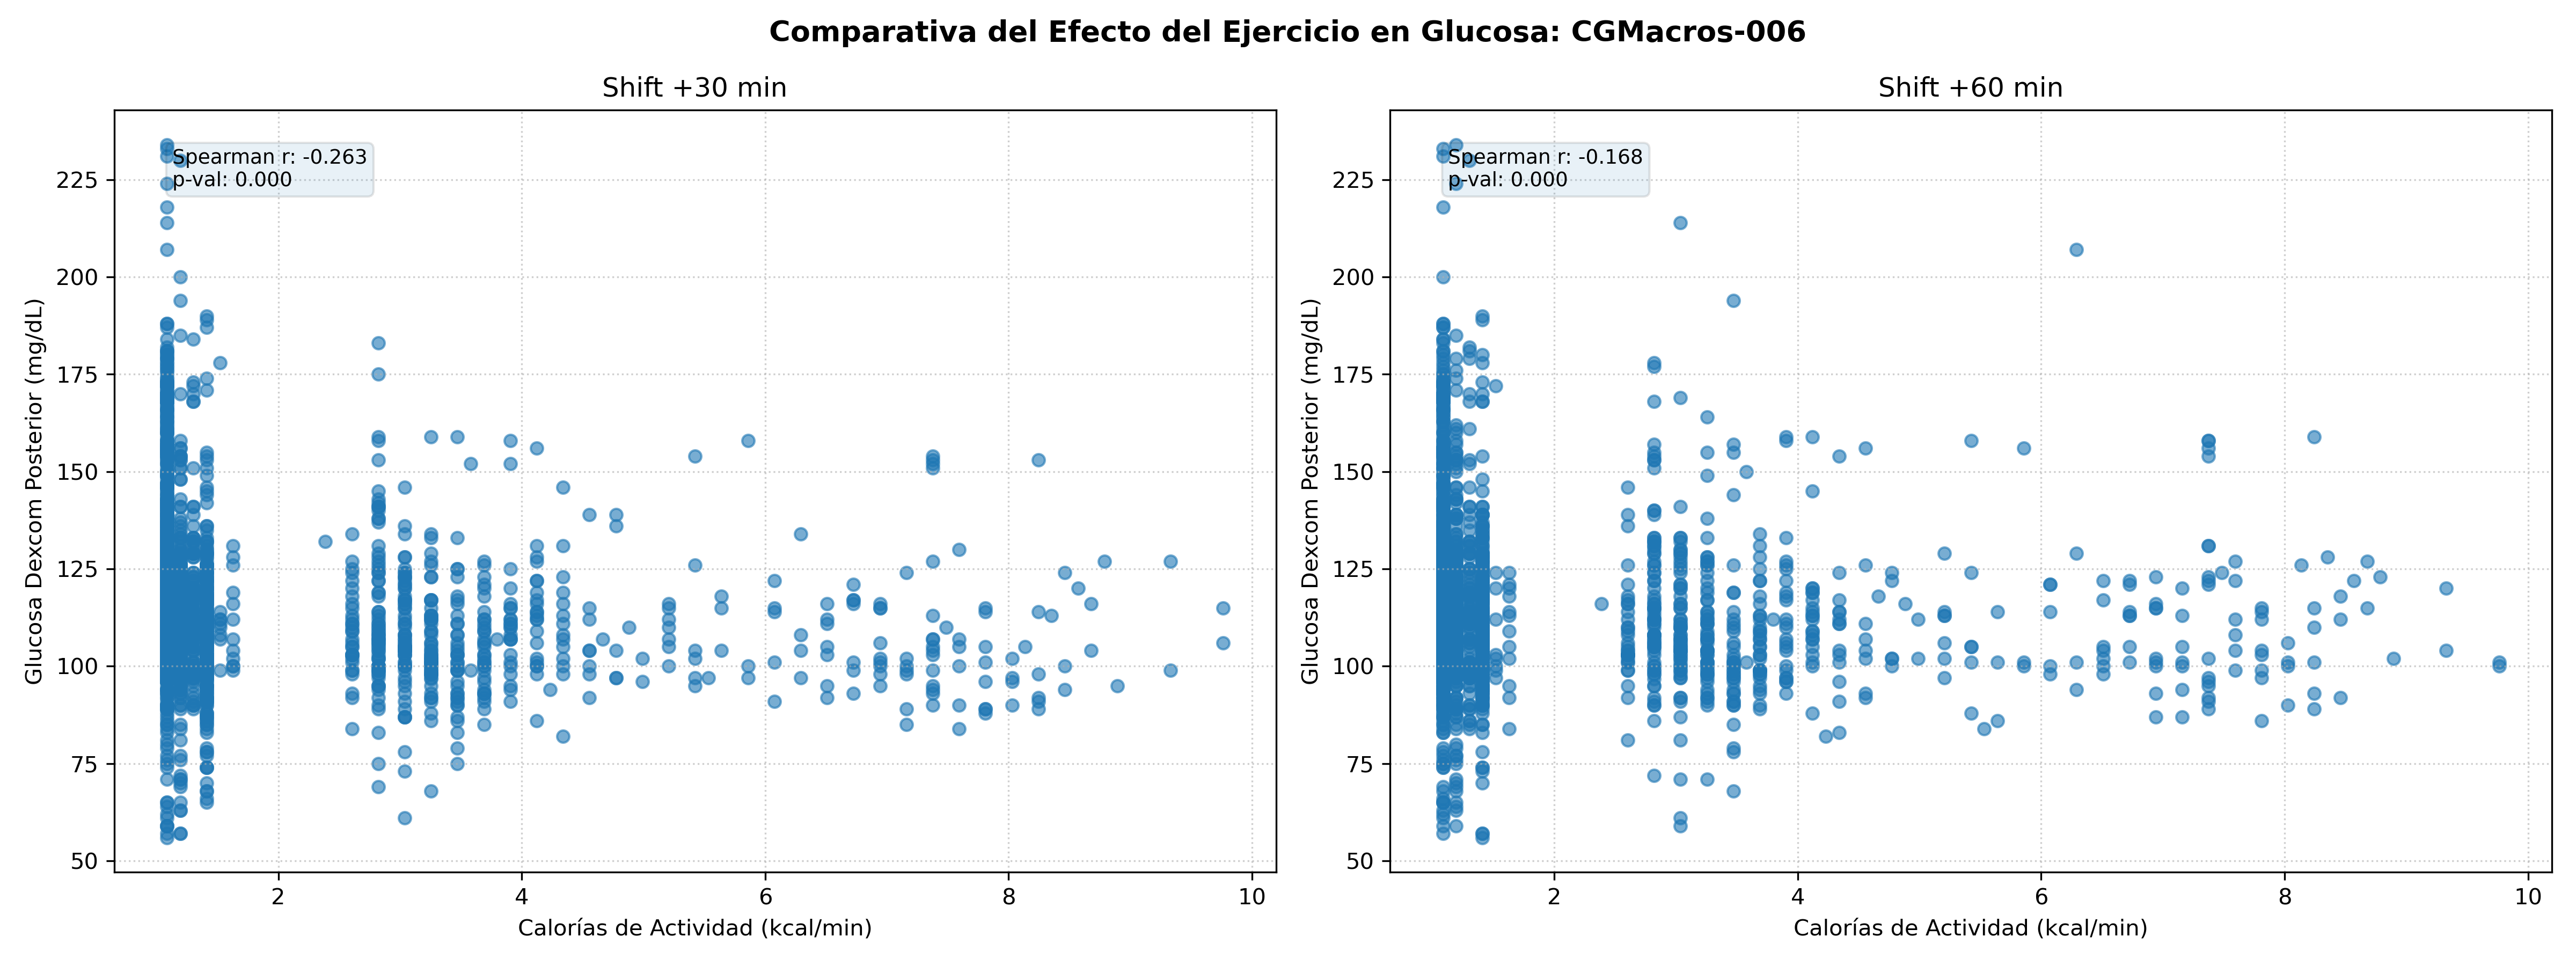 Comparativa del Efecto del Ejercicio en Glucosa: CGMacros-006
Shift +30 min
Spearman r: -0.263
p-val: 0.000
Glucosa Dexcom Posterior (mg/dL)
225
200
175
150
125
100
75
50
2
4
6
8
10
Calorías de Actividad (kcal/min)
Shift +60 min
Spearman r: -0.168
p-val: 0.000
Glucosa Dexcom Posterior (mg/dL)
225
200
175
150
125
100
75
50
2
4
6
8
10
Calorías de Actividad (kcal/min)